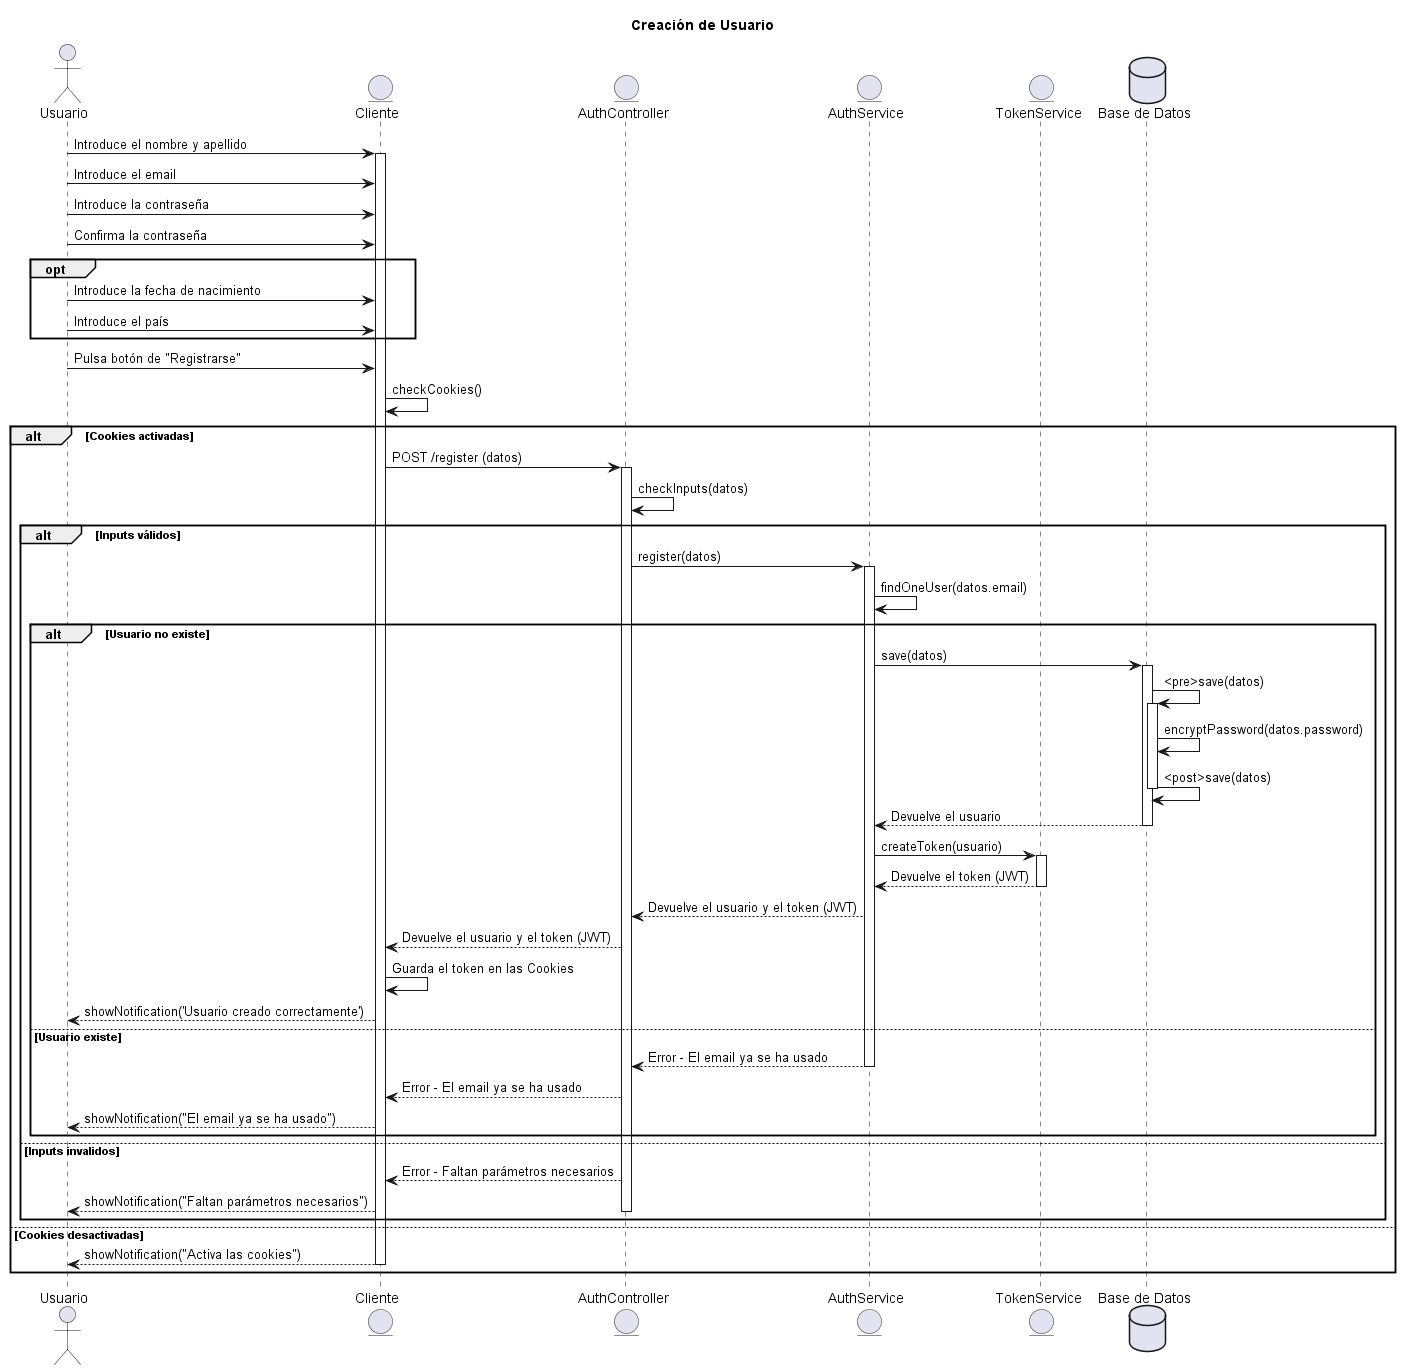 Creación de Usuario
Usuario
Cliente
AuthController
AuthService
TokenService
Base de Datos
Introduce el nombre y apellido
Introduce el email
Introduce la contraseña
Confirma la contraseña
opt
Introduce la fecha de nacimiento
Introduce el país
Pulsa botón de "Registrarse"
checkCookies()
alt [Cookies activadas]
POST /register (datos)
checkInputs(datos)
alt [Inputs válidos]
register(datos)
findOneUser(datos.email)
alt [Usuario no existe]
save(datos)
<pre>save(datos)
encryptPassword(datos.password)
<post>save(datos)
Devuelve el usuario
createToken(usuario)
Devuelve el token (JWT)
Devuelve el usuario y el token (JWT)
Devuelve el usuario y el token (JWT)
Guarda el token en las Cookies
showNotification('Usuario creado correctamente')
[Usuario existe]
Error - El email ya se ha usado
Error - El email ya se ha usado
showNotification("El email ya se ha usado")
[Inputs invalidos]
Error - Faltan parámetros necesarios
showNotification("Faltan parámetros necesarios")
[Cookies desactivadas]
showNotification("Activa las cookies")
Usuario
Cliente
AuthController
AuthService
TokenService
Base de Datos